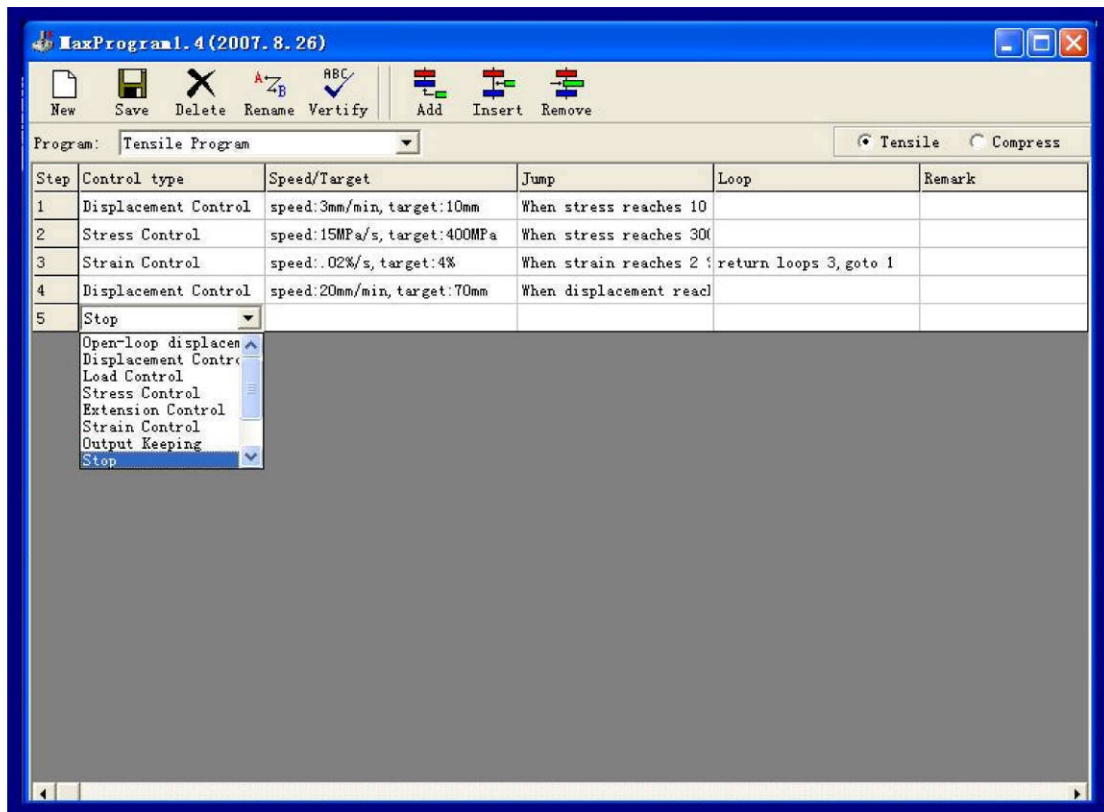 MaxProgram1.4(2007.8.26)
New Save Delete Rename Vertify Add Insert Remove
Program: Tensile Program Tensile Compress
Step Control type Speed/Target Jump Loop Remark
1 Displacement Control speed:3mm/min, target:10mm When stress reaches 10
2 Stress Control speed:15MPa/s, target:400MPa When stress reaches 300
3 Strain Control speed:.02%/s, target:4% When strain reaches 2 return loops 3, goto 1
4 Displacement Control speed:20mm/min, target:70mm When displacement reach
5 Stop
Open-loop displacem
Displacement Contro
Load Control
Stress Control
Extension Control
Strain Control
Output Keeping
Stop